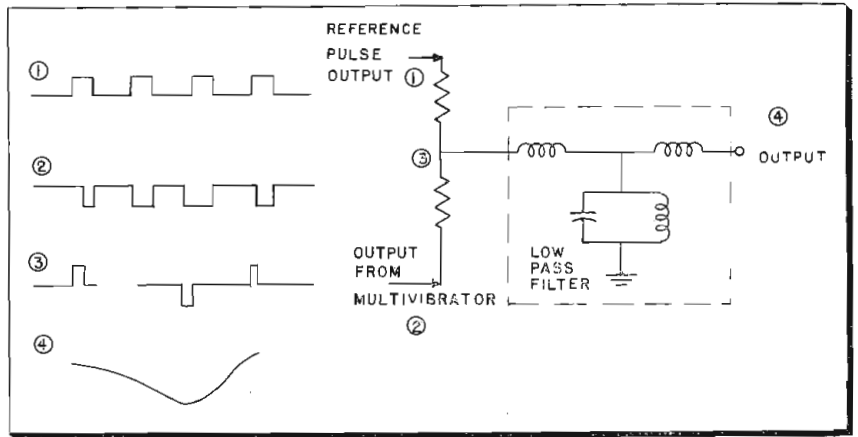 REFERENCE
PULSE
OUTPUT ①
①
②
③
④
③
④
OUTPUT
OUTPUT
FROM
MULTIVIBRATOR
②
LOW
PASS
FILTER